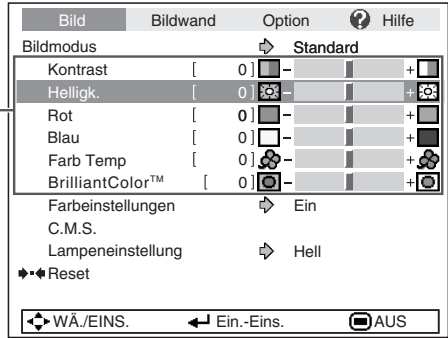 Bild Bildwand Option ? Hilfe
Bildmodus Standard
Kontrast [ 0 ] - +
Helligk. [ 0 ] - +
Rot [ 0 ] - +
Blau [ 0 ] - +
Farb Temp [ 0 ] - +
BrilliantColor™ [ 0 ] - +
Farbeinstellungen Ein
C.M.S.
Lampeneinstellung Hell
Reset
WÄ./EINS. Ein.-Eins. AUS